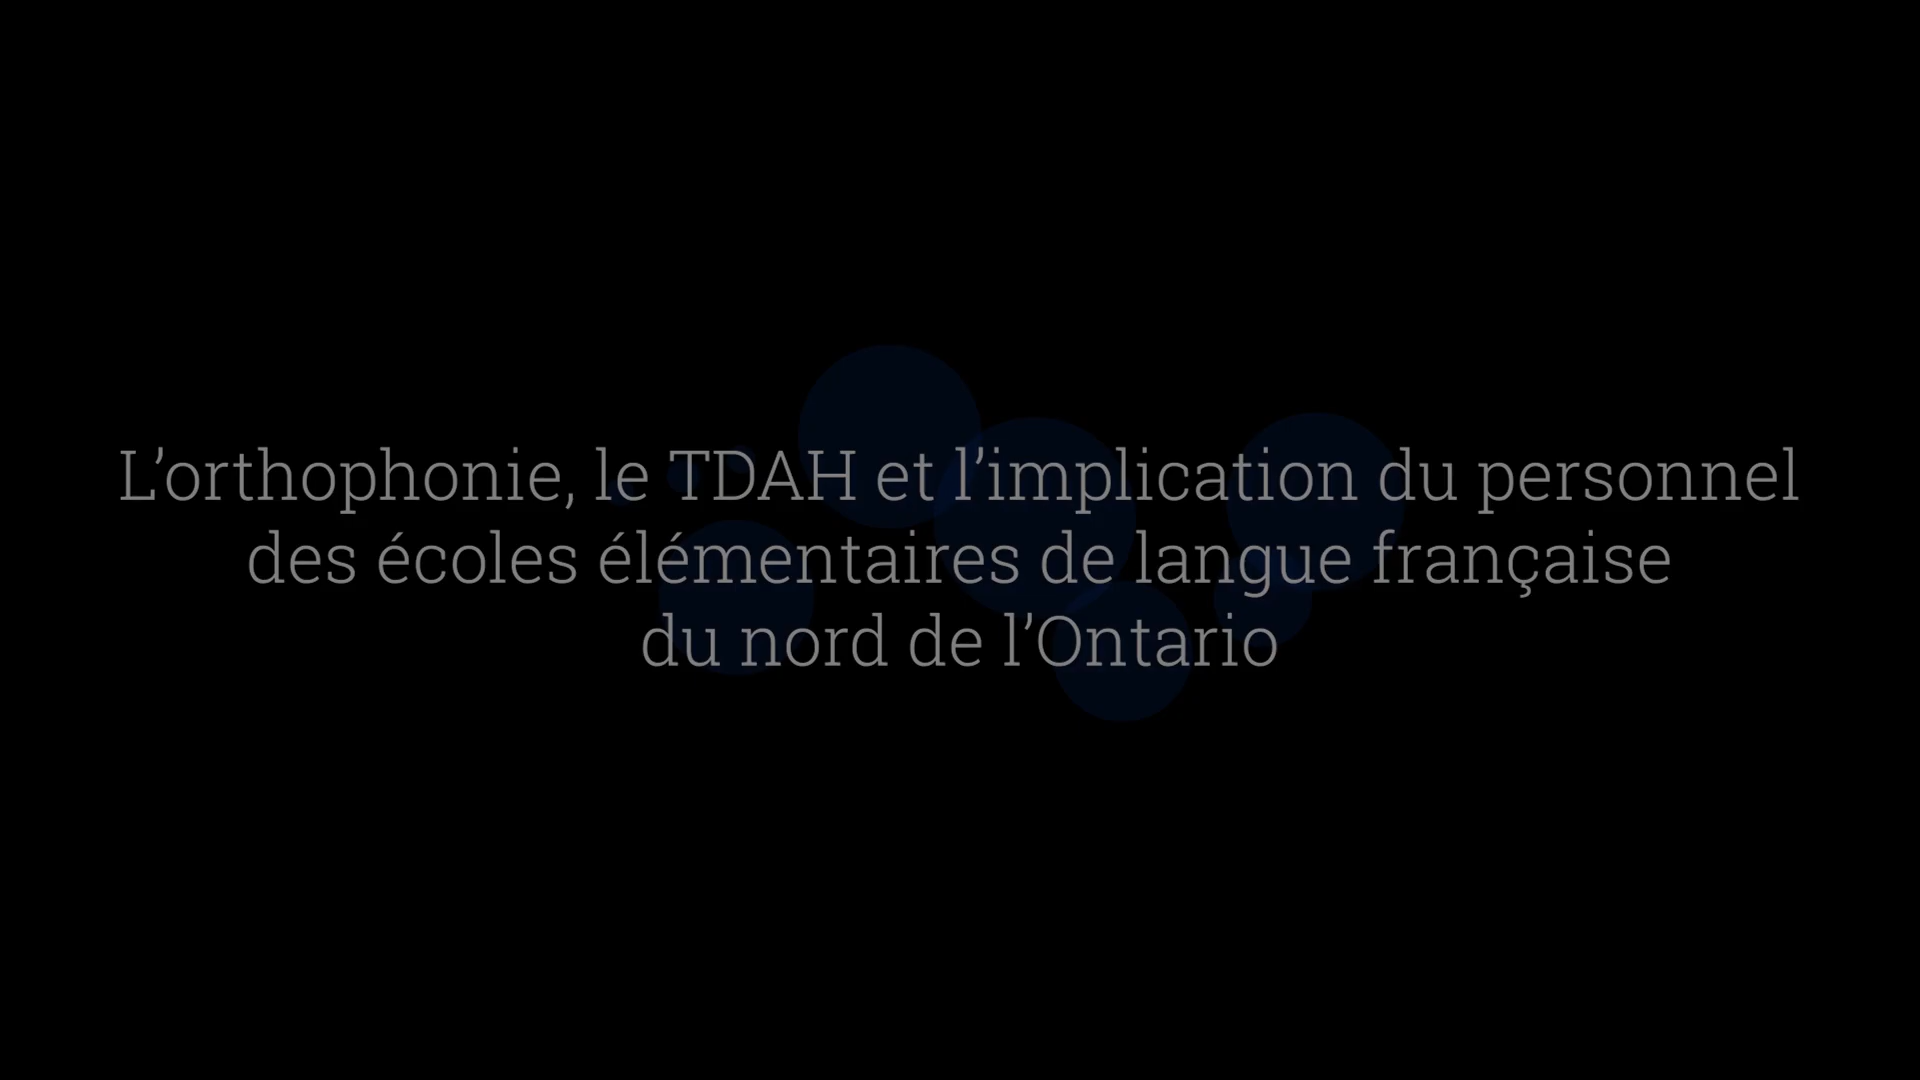 L’orthophonie, le TDAH et l’implication du personnel
des écoles élémentaires de langue française
du nord de l’Ontario